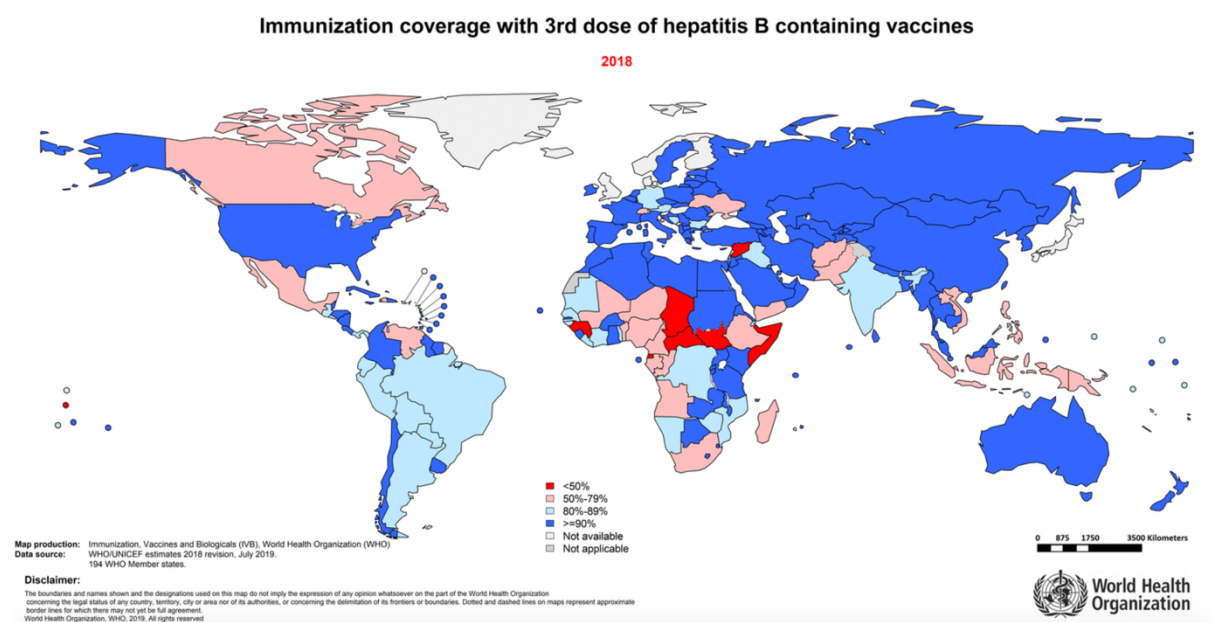 Immunization coverage with 3rd dose of hepatitis B containing vaccines
2018
<50%
50%-79%
80%-89%
>=90%
Not available
Not applicable
Map production: Immunization, Vaccines and Biologicals (IVB), World Health Organization (WHO)
Data source: WHO/UNICEF estimates 2018 revision, July 2019.
194 WHO Member states.
0 875 1750 3500 Kilometers
Disclaimer:
The boundaries and names shown and the designations used on this map do not imply the expression of any opinion whatsoever on the part of the World Health Organization
concerning the legal status of any country, territory, city or area nor of its authorities, or concerning the delimitation of its frontiers or boundaries. Dotted and dashed lines on maps represent approximate
border lines for which there may not yet be full agreement.
World Health Organization, WHO, 2019. All rights reserved
World Health
Organization